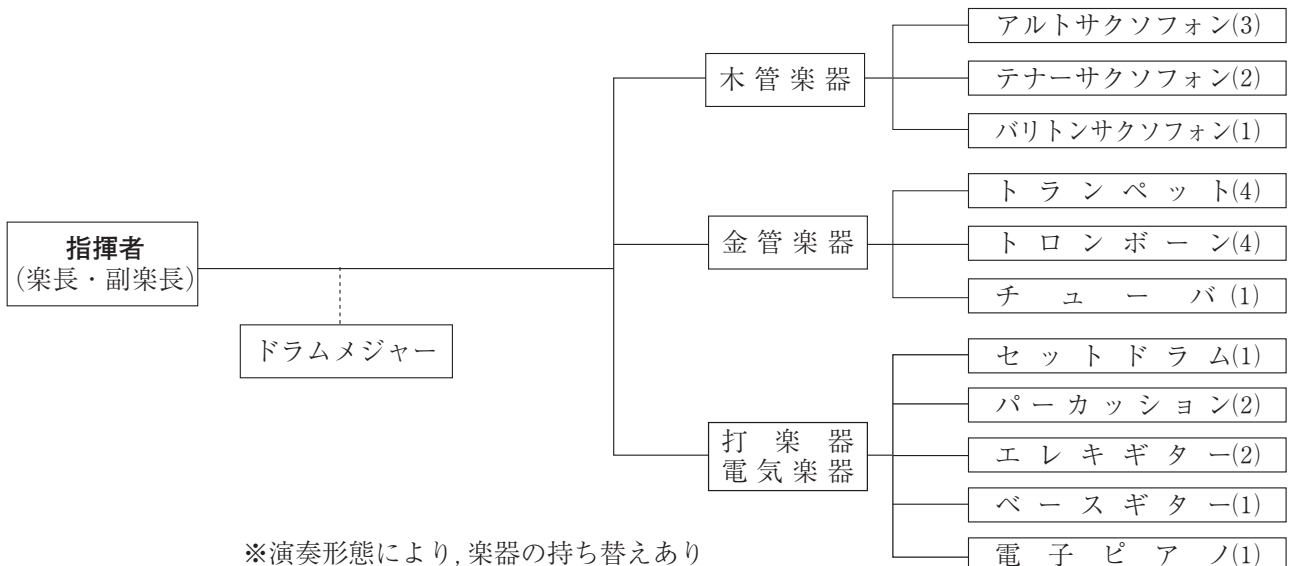 指揮者
(楽長・副楽長)
ドラムメジャー
木管楽器
アルトサクソフォン(3)
テナーサクソフォン(2)
バリトンサクソフォン(1)
金管楽器
トランペット(4)
トロンボーン(4)
チューバ(1)
打楽器
電気楽器
セットドラム(1)
パーカッション(2)
エレキギター(2)
ベースギター(1)
電子ピアノ(1)
※演奏形態により,楽器の持ち替えあり